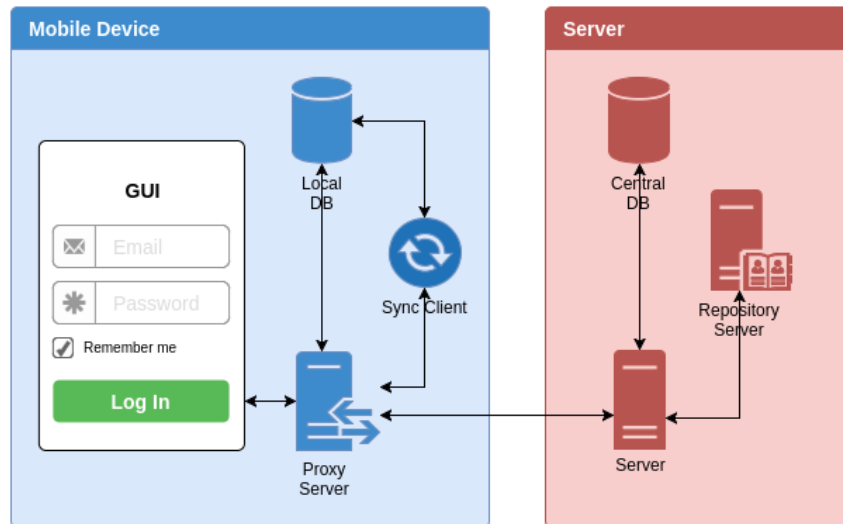 Mobile Device
GUI
Email
Password
Remember me
Log In
Local
DB
Sync Client
Proxy
Server
Server
Central
DB
Repository
Server
Server